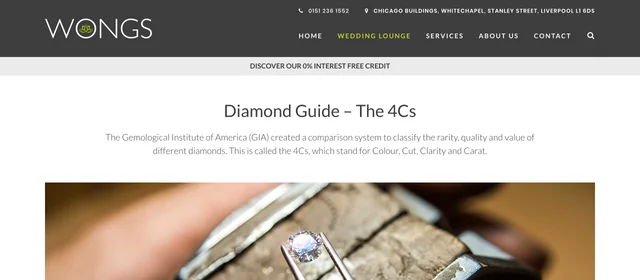 0151 236 1552
CHICAGO BUILDINGS, WHITECHAPEL, STANLEY STREET, LIVERPOOL L1 6DS
WONGS
HOME WEDDING LOUNGE SERVICES ABOUT US CONTACT
DISCOVER OUR 0% INTEREST FREE CREDIT
Diamond Guide – The 4Cs
The Gemological Institute of America (GIA) created a comparison system to classify the rarity, quality and value of
different diamonds. This is called the 4Cs, which stand for Colour, Cut, Clarity and Carat.